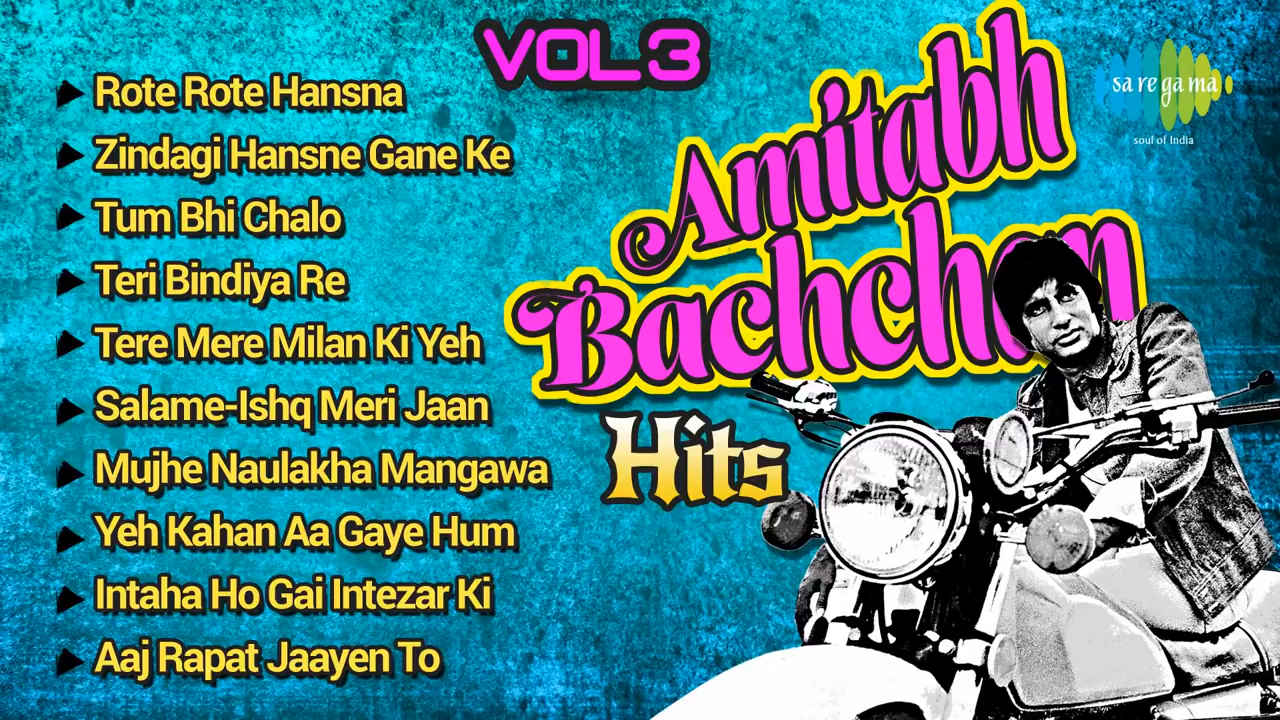 VOL 3
Rote Rote Hansna
Zindagi Hansne Gane Ke
Tum Bhi Chalo
Teri Bindiya Re
Tere Mere Milan Ki Yeh
Salame-Ishq Meri Jaan
Mujhe Naulakha Mangawa
Yeh Kahan Aa Gaye Hum
Intaha Ho Gai Intezar Ki
Aaj Rapat Jaayen To
Amitabh
Bachchan
Hits
sa re ga ma
soul of India